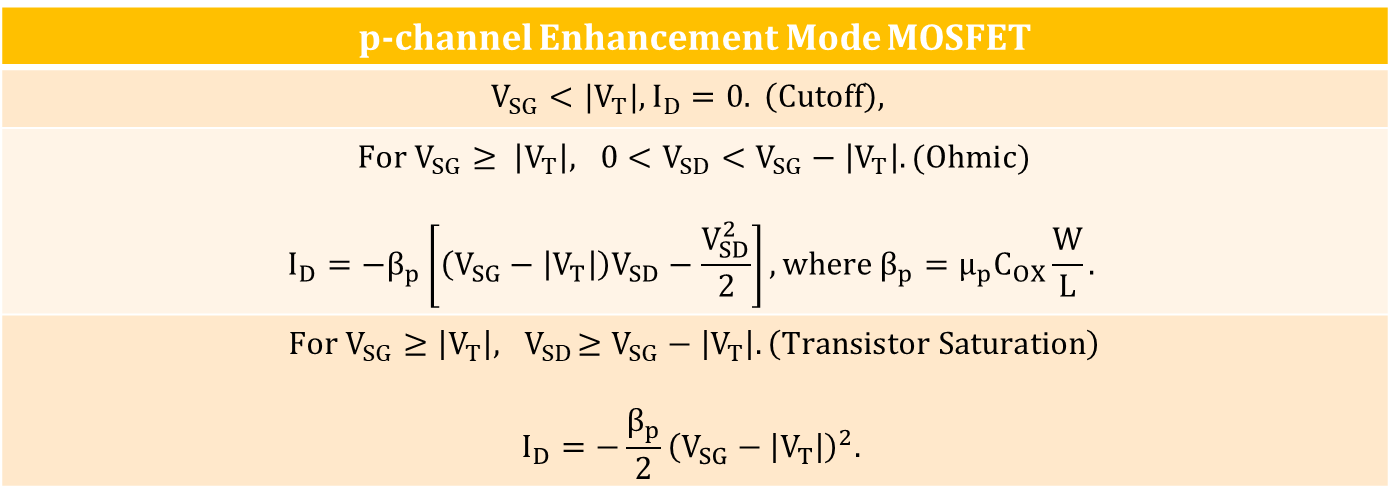 p-channel Enhancement Mode MOSFET
V_SG < |V_T|, I_D = 0. (Cutoff),
For V_SG ≥ |V_T|, 0 < V_SD < V_SG − |V_T|. (Ohmic)
I_D = −β_p [(V_SG − |V_T|)V_SD − V_SD^2/2], where β_p = μ_p C_OX W/L.
For V_SG ≥ |V_T|, V_SD ≥ V_SG − |V_T|. (Transistor Saturation)
I_D = −β_p/2 (V_SG − |V_T|)^2.